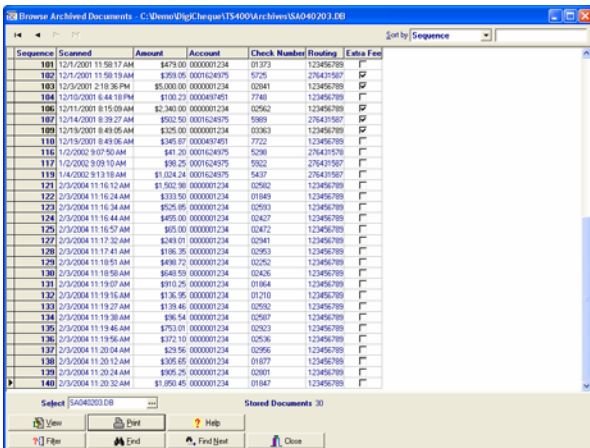 Browse Archived Documents - C:\Demo\DigiCheque\TS400\Archives\SA040203.DB
Sort by Sequence
Sequence Scanned Amount Account Check Number Routing Extra Fee
101 12/1/2001 11:58:17 AM $479.00 0000001234 01373 123456789
102 12/1/2001 11:58:19 AM $359.05 0001624975 5725 276431587
103 12/3/2001 2:18:36 PM $5,000.00 0000001234 02841 123456789
104 12/10/2001 6:44:18 PM $100.23 0000497451 7748 123456789
106 12/11/2001 8:15:09 AM $2,340.00 0000001234 02562 123456789
107 12/14/2001 8:39:27 AM $502.50 0001624975 5989 276431587
109 12/19/2001 8:49:05 AM $325.00 0000001234 03363 123456789
110 12/19/2001 8:49:06 AM $345.87 0000497451 7722 123456789
116 1/2/2002 9:07:50 AM $41.20 0001624975 5298 276431578
117 1/2/2002 9:09:10 AM $98.25 0001624975 5922 276431587
119 1/4/2002 9:13:18 AM $1,024.24 0001624975 5437 276431587
121 2/3/2004 11:16:12 AM $1,502.98 0000001234 02582 123456789
122 2/3/2004 11:16:24 AM $333.50 0000001234 01849 123456789
123 2/3/2004 11:16:34 AM $525.85 0000001234 02593 123456789
124 2/3/2004 11:16:44 AM $455.00 0000001234 02427 123456789
125 2/3/2004 11:16:57 AM $65.00 0000001234 02472 123456789
127 2/3/2004 11:17:32 AM $249.01 0000001234 02941 123456789
128 2/3/2004 11:17:41 AM $186.35 0000001234 02953 123456789
129 2/3/2004 11:18:51 AM $498.72 0000001234 02252 123456789
130 2/3/2004 11:18:58 AM $648.59 0000001234 02426 123456789
131 2/3/2004 11:19:07 AM $910.25 0000001234 01864 123456789
132 2/3/2004 11:19:16 AM $136.95 0000001234 01210 123456789
133 2/3/2004 11:19:27 AM $139.46 0000001234 02592 123456789
134 2/3/2004 11:19:38 AM $96.54 0000001234 02587 123456789
135 2/3/2004 11:19:46 AM $753.01 0000001234 02923 123456789
136 2/3/2004 11:19:56 AM $372.10 0000001234 02536 123456789
137 2/3/2004 11:20:04 AM $29.56 0000001234 02956 123456789
138 2/3/2004 11:20:12 AM $305.65 0000001234 01877 123456789
139 2/3/2004 11:20:24 AM $905.25 0000001234 02801 123456789
140 2/3/2004 11:20:32 AM $1,850.45 0000001234 01847 123456789
Select SA040203.DB ... Stored Documents 30
View Print ? Help
?{} Filter Find Find Next Close